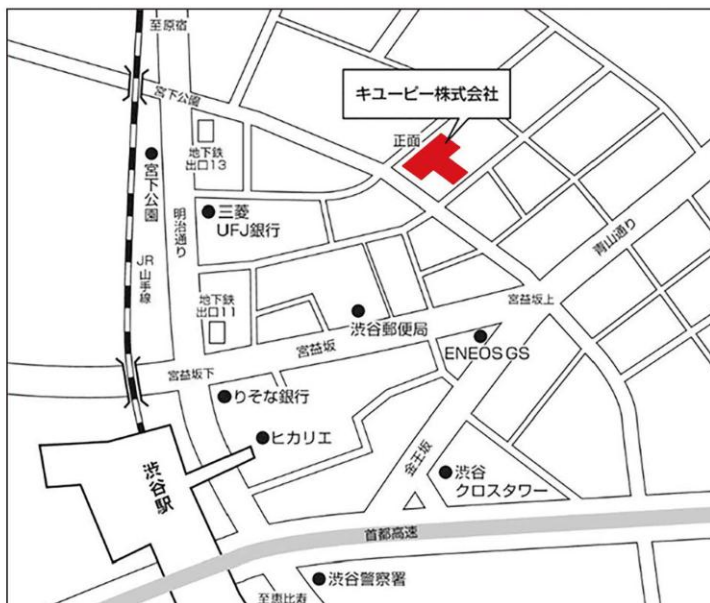 至原宿
宮下公園
キユーピー株式会社
正面
地下鉄
出口13
宮下公園
明治通り
三菱
UFJ銀行
青山通り
JR山手線
地下鉄
出口11
渋谷郵便局
宮益坂上
宮益坂
ENEOS GS
宮益坂下
りそな銀行
ヒカリエ
金王坂
渋谷
クロスタワー
渋谷駅
首都高速
渋谷警察署
至恵比寿